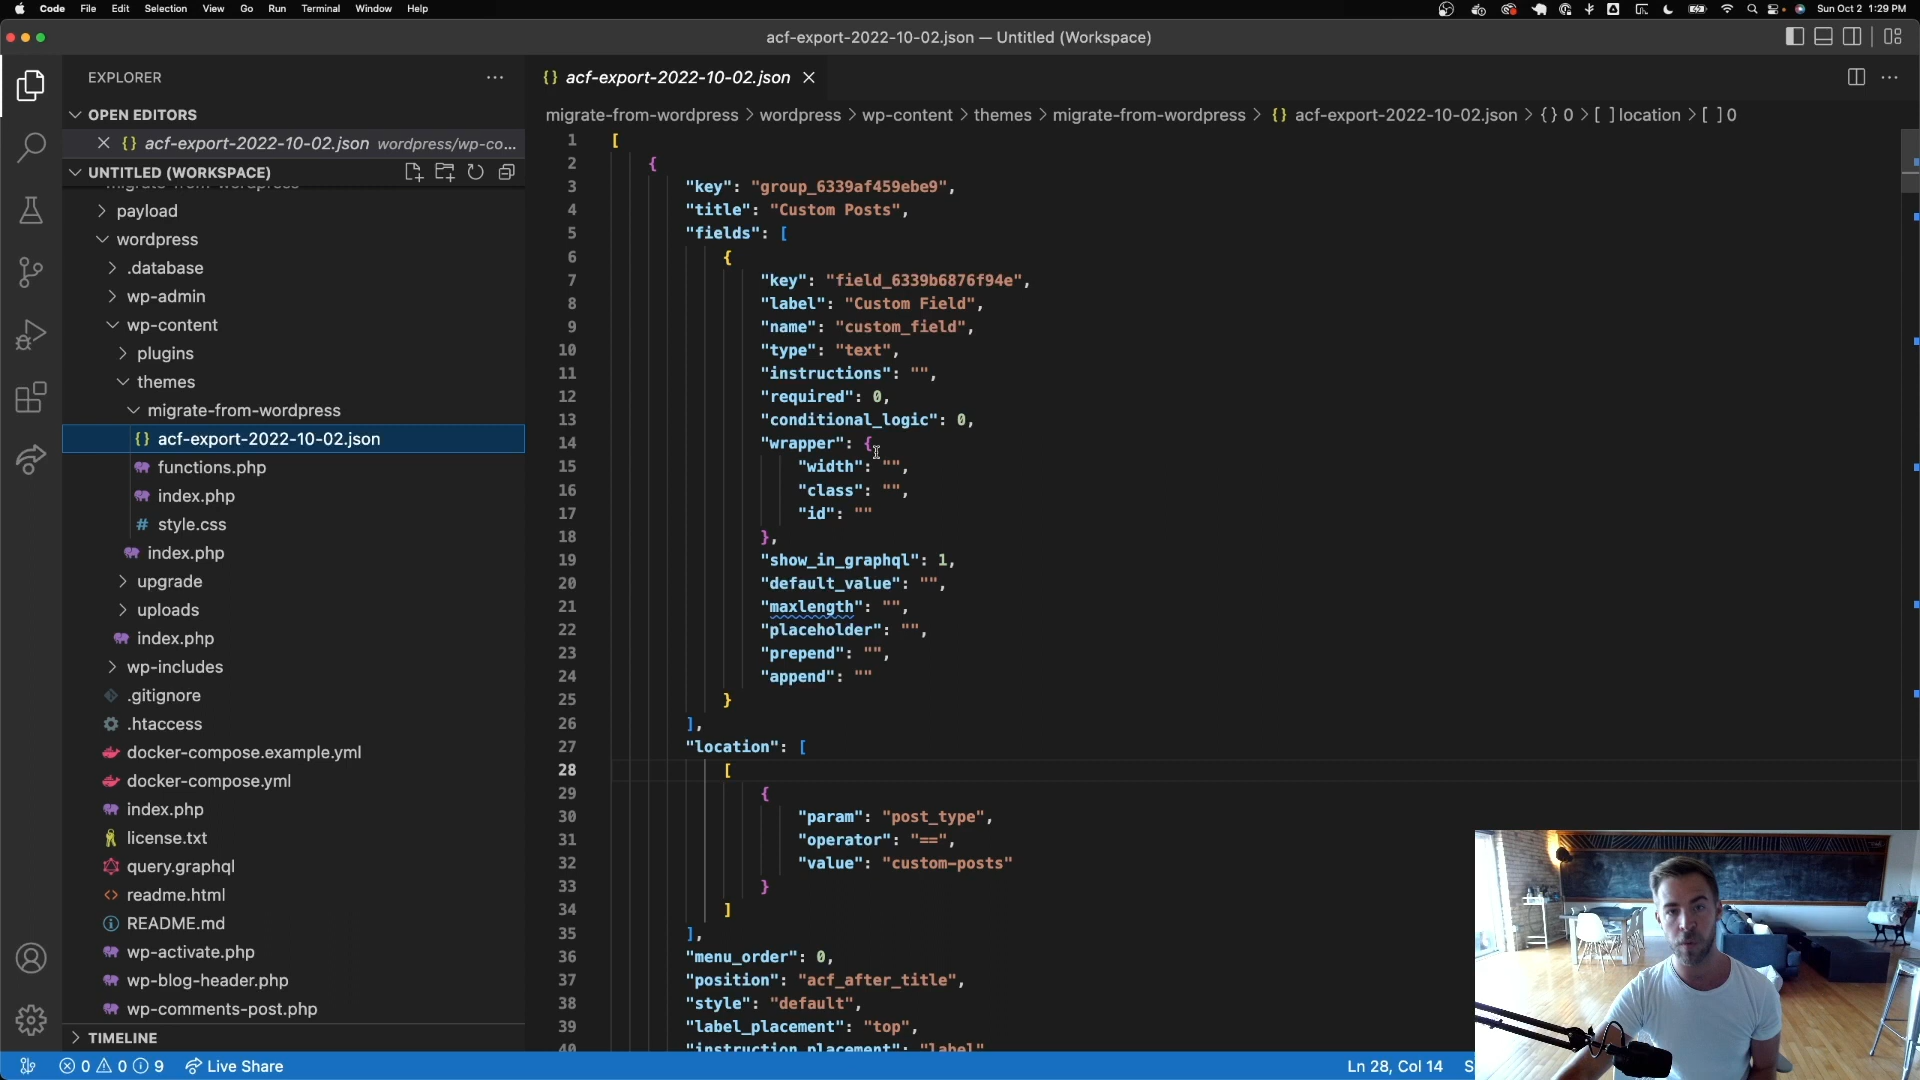 Code File Edit Selection View Go Run Terminal Window Help Sun Oct 2 1:29 PM
acf-export-2022-10-02.json — Untitled (Workspace)
EXPLORER
OPEN EDITORS
acf-export-2022-10-02.json wordpress/wp-co...
UNTITLED (WORKSPACE)
migrate-from-wordpress
payload
wordpress
.database
wp-admin
wp-content
plugins
themes
migrate-from-wordpress
{} acf-export-2022-10-02.json
functions.php
index.php
# style.css
index.php
upgrade
uploads
index.php
wp-includes
.gitignore
.htaccess
docker-compose.example.yml
docker-compose.yml
index.php
license.txt
query.graphql
<> readme.html
README.md
wp-activate.php
wp-blog-header.php
wp-comments-post.php
TIMELINE
{} acf-export-2022-10-02.json
migrate-from-wordpress > wordpress > wp-content > themes > migrate-from-wordpress > {} acf-export-2022-10-02.json > {} 0 > [ ] location > [ ] 0
1 [
2 {
3 "key": "group_6339af459ebe9",
4 "title": "Custom Posts",
5 "fields": [
6 {
7 "key": "field_6339b6876f94e",
8 "label": "Custom Field",
9 "name": "custom_field",
10 "type": "text",
11 "instructions": "",
12 "required": 0,
13 "conditional_logic": 0,
14 "wrapper": {
15 "width": "",
16 "class": "",
17 "id": ""
18 },
19 "show_in_graphql": 1,
20 "default_value": "",
21 "maxlength": "",
22 "placeholder": "",
23 "prepend": "",
24 "append": ""
25 }
26 ],
27 "location": [
28 [
29 {
30 "param": "post_type",
31 "operator": "==",
32 "value": "custom-posts"
33 }
34 ]
35 ],
36 "menu_order": 0,
37 "position": "acf_after_title",
38 "style": "default",
39 "label_placement": "top",
40 "instruction_placement": "label"
0 0 9 Live Share Ln 28, Col 14 S